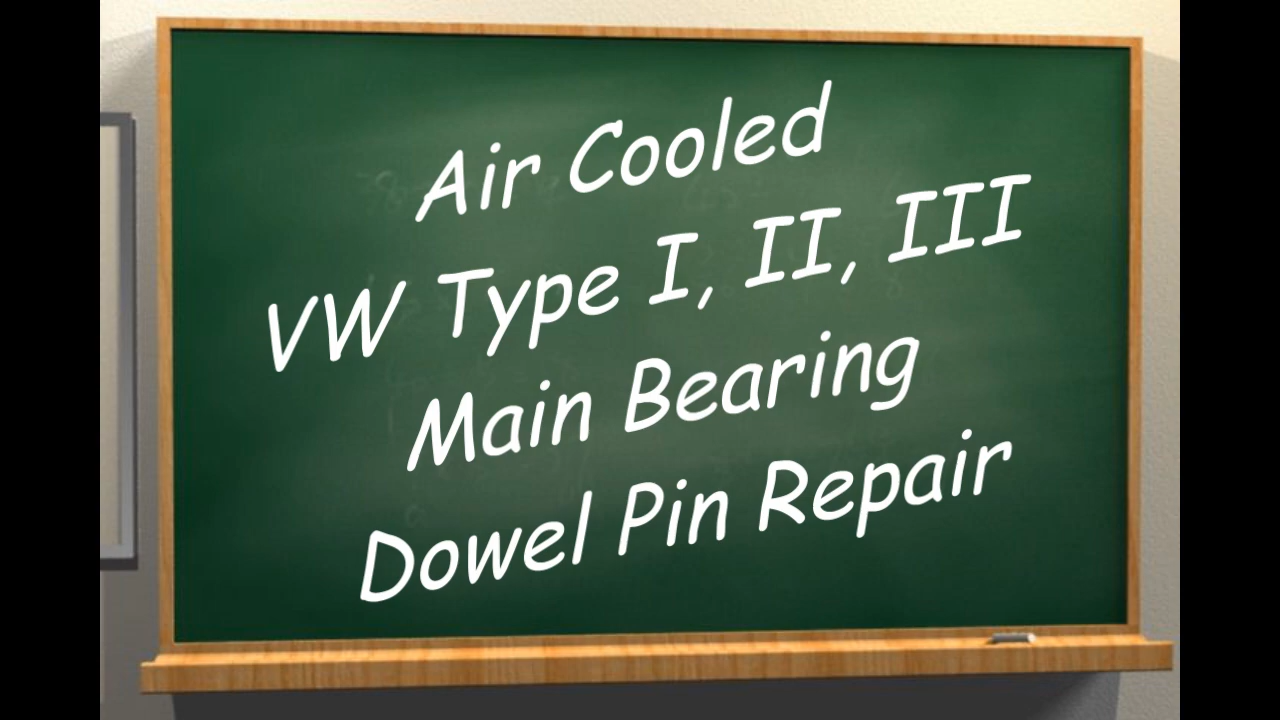 Air Cooled
VW Type I, II, III
Main Bearing
Dowel Pin Repair